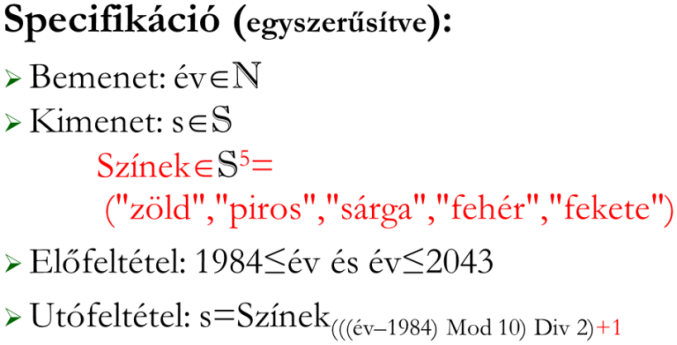 Specifikáció (egyszerűsítve):
➢ Bemenet: év∈ℕ
➢ Kimenet: s∈𝕊
Színek∈𝕊⁵=
("zöld","piros","sárga","fehér","fekete")
➢ Előfeltétel: 1984≤év és év≤2043
➢ Utófeltétel: s=Színek(((év–1984) Mod 10) Div 2)+1